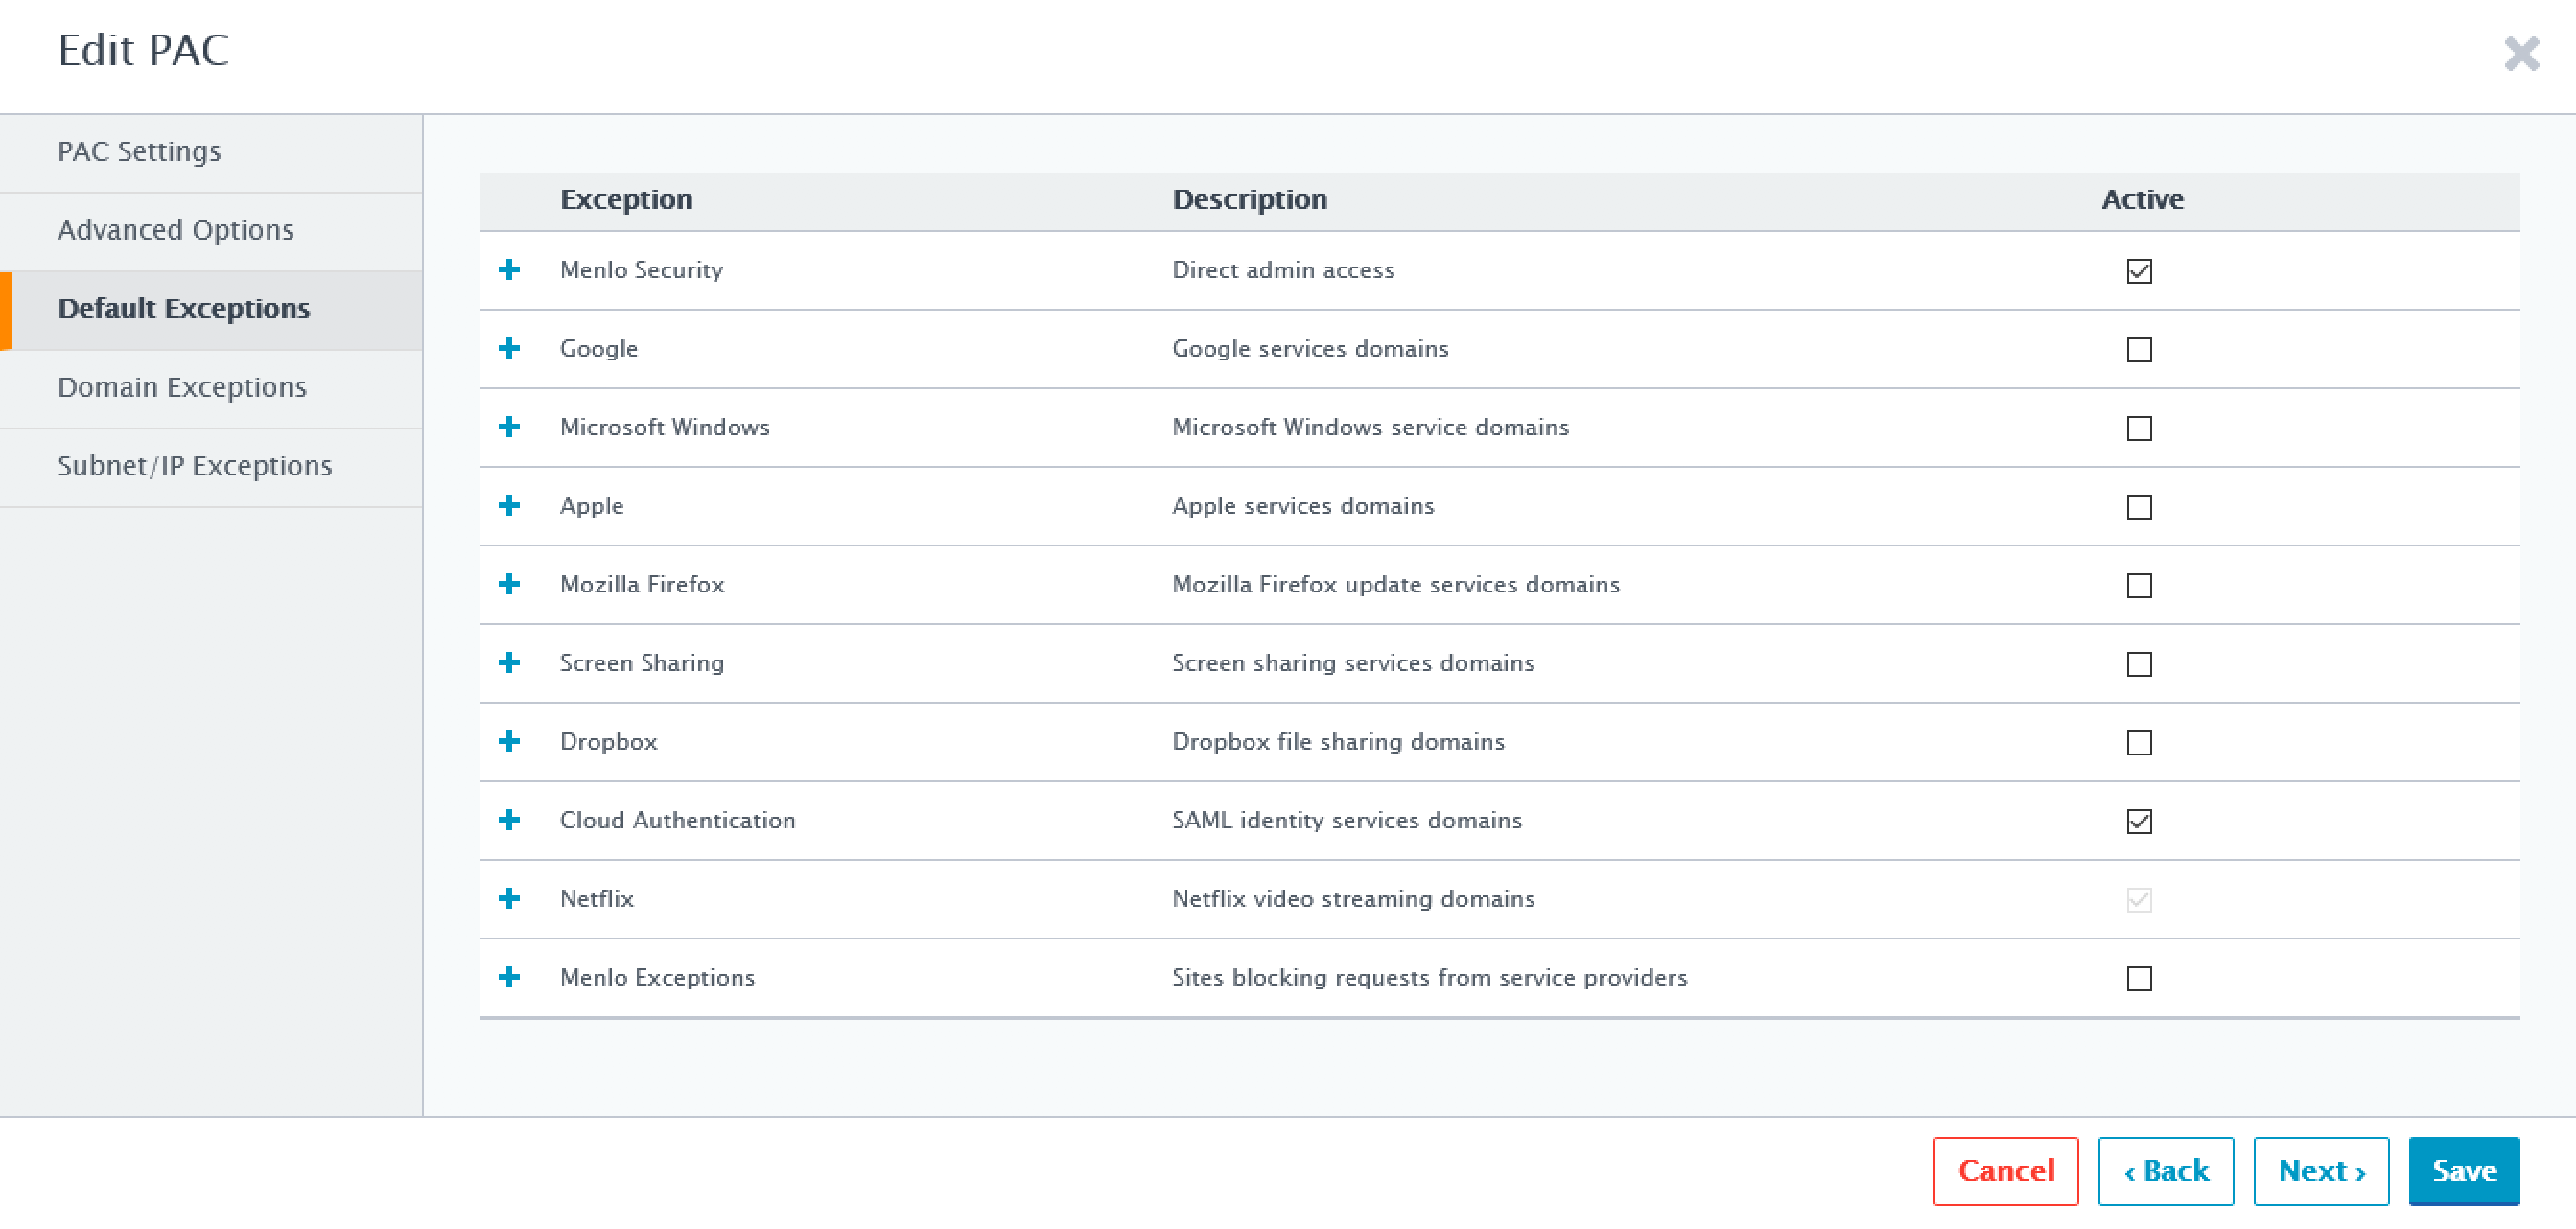 Edit PAC
PAC Settings
Advanced Options
Default Exceptions
Domain Exceptions
Subnet/IP Exceptions
Exception Description Active
Menlo Security Direct admin access
Google Google services domains
Microsoft Windows Microsoft Windows service domains
Apple Apple services domains
Mozilla Firefox Mozilla Firefox update services domains
Screen Sharing Screen sharing services domains
Dropbox Dropbox file sharing domains
Cloud Authentication SAML identity services domains
Netflix Netflix video streaming domains
Menlo Exceptions Sites blocking requests from service providers
Cancel ‹ Back Next › Save